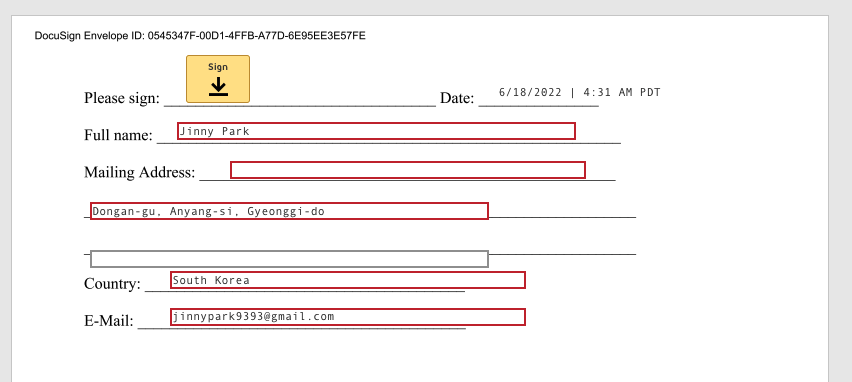 DocuSign Envelope ID: 0545347F-00D1-4FFB-A77D-6E95EE3E57FE
Sign
Please sign: Date: 6/18/2022 | 4:31 AM PDT
Full name: Jinny Park
Mailing Address:
Dongan-gu, Anyang-si, Gyeonggi-do
Country: South Korea
E-Mail: jinnypark9393@gmail.com